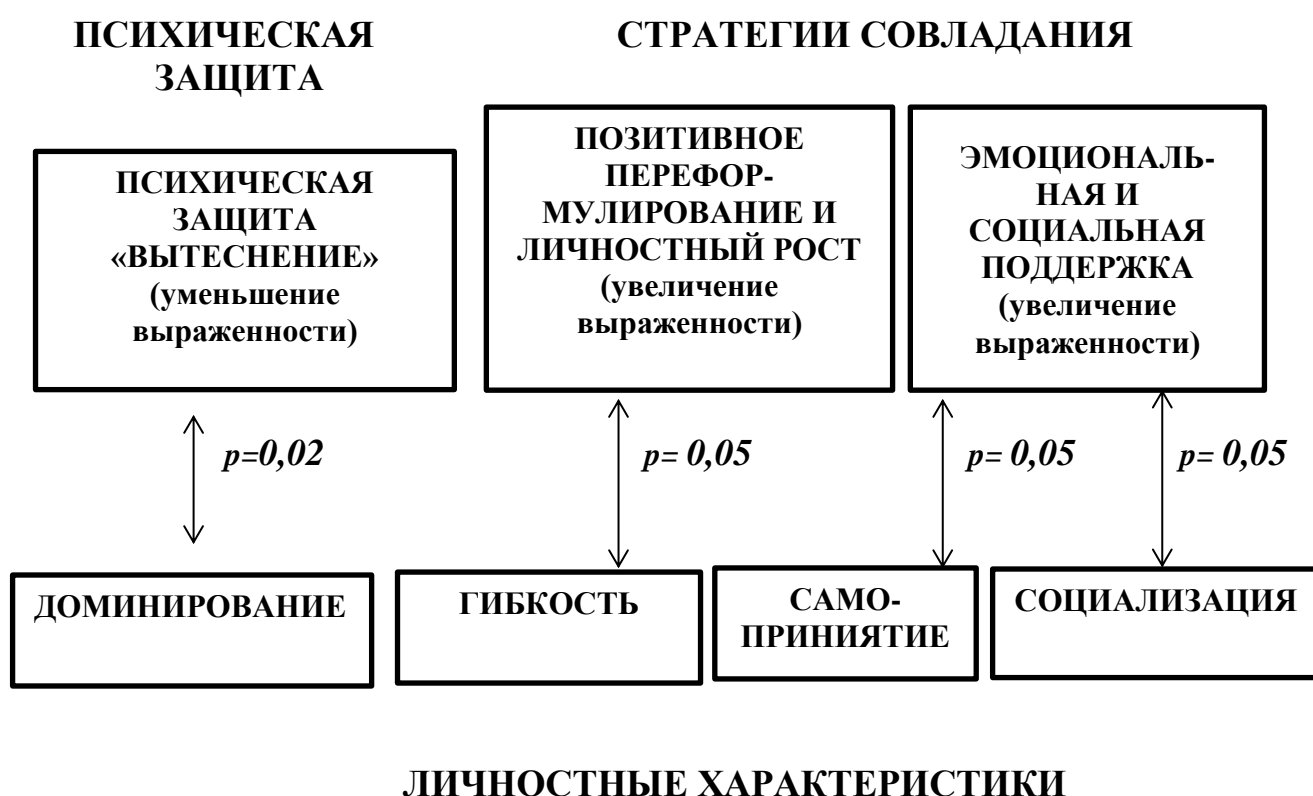 ПСИХИЧЕСКАЯ
ЗАЩИТА
СТРАТЕГИИ СОВЛАДАНИЯ
ПСИХИЧЕСКАЯ
ЗАЩИТА
«ВЫТЕСНЕНИЕ»
(уменьшение
выраженности)
ПОЗИТИВНОЕ
ПЕРЕФОР-
МУЛИРОВАНИЕ И
ЛИЧНОСТНЫЙ РОСТ
(увеличение
выраженности)
ЭМОЦИОНАЛЬ-
НАЯ И
СОЦИАЛЬНАЯ
ПОДДЕРЖКА
(увеличение
выраженности)
p=0,02
p= 0,05
p= 0,05
p= 0,05
ДОМИНИРОВАНИЕ
ГИБКОСТЬ
САМО-
ПРИНИЯТИЕ
СОЦИАЛИЗАЦИЯ
ЛИЧНОСТНЫЕ ХАРАКТЕРИСТИКИ